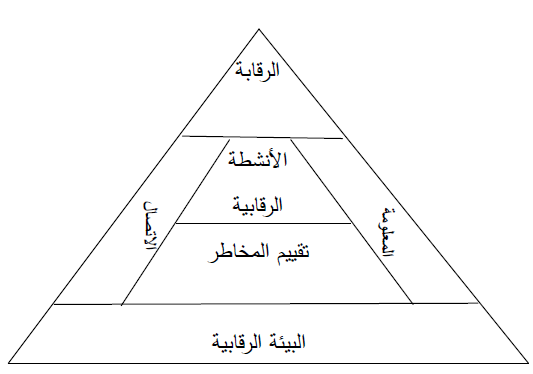 الرقابة
الأنشطة
الرقابية
المعلومة
الاتصال
تقييم المخاطر
البيئة الرقابية